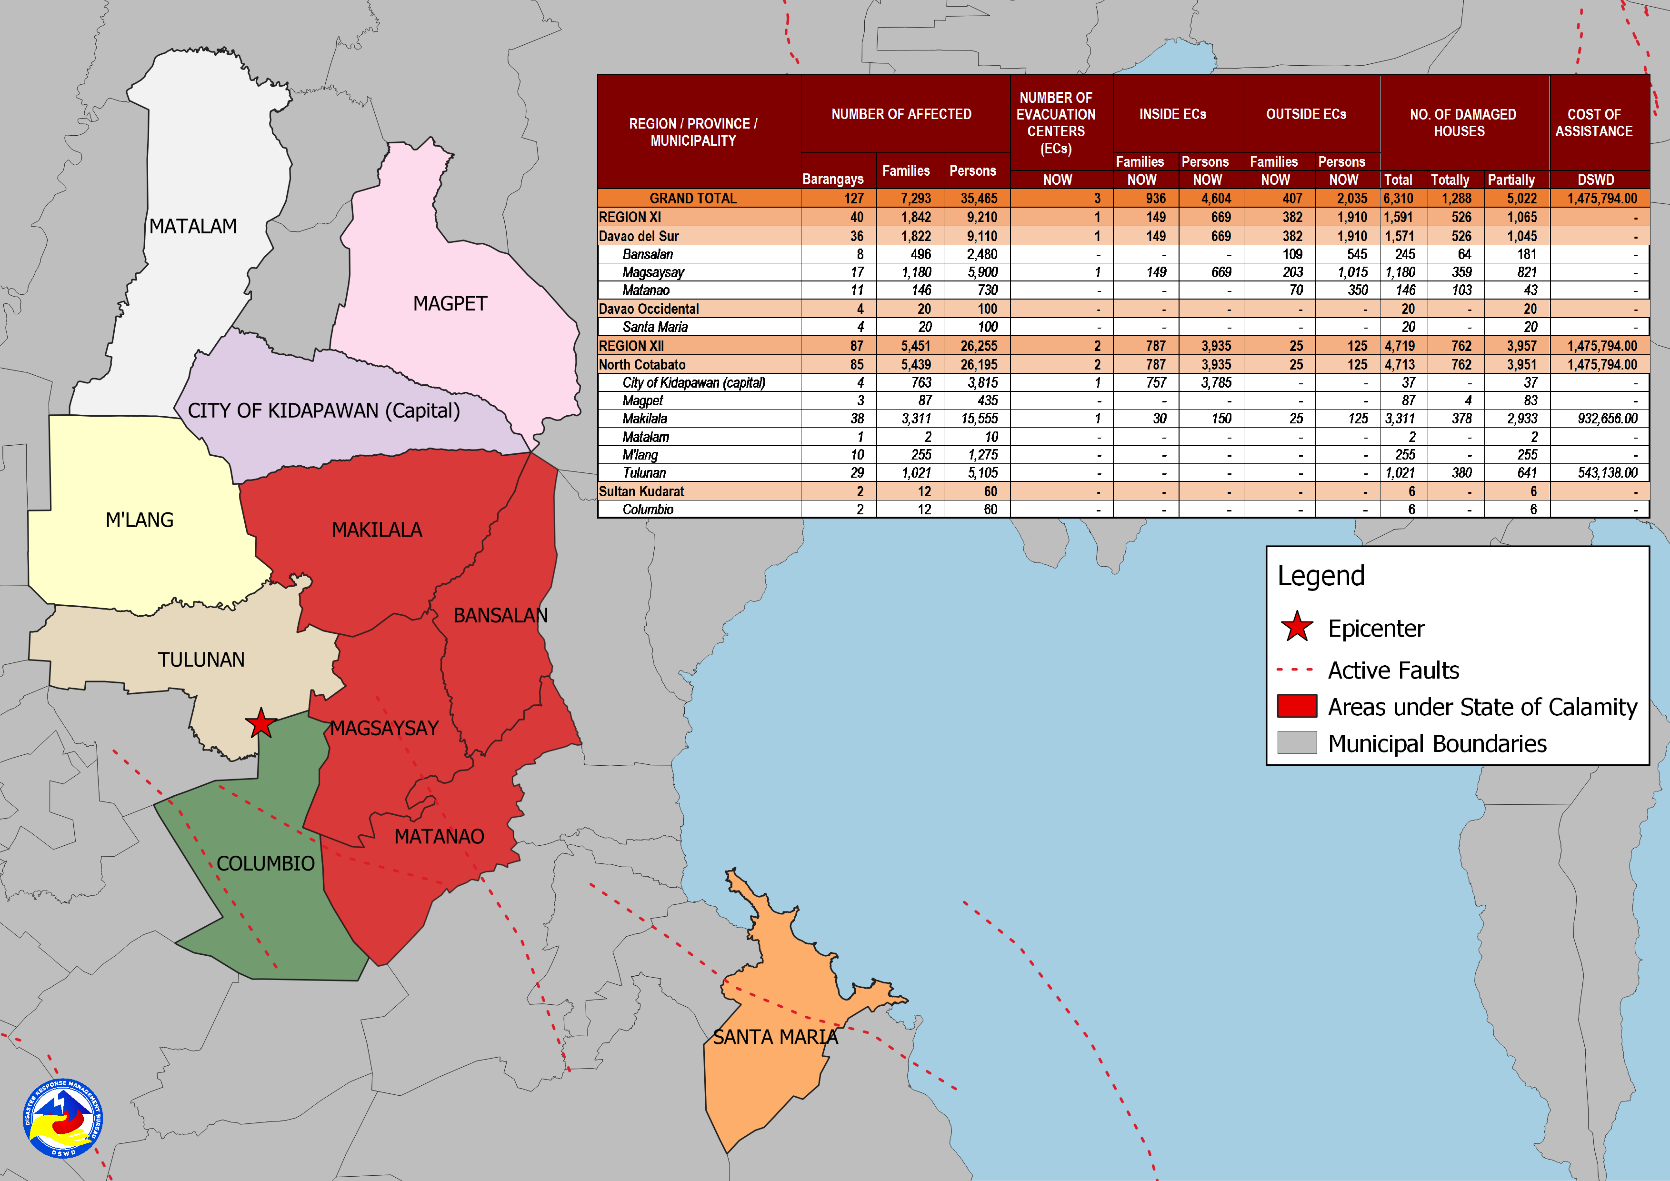 REGION / PROVINCE / MUNICIPALITY | NUMBER OF AFFECTED | NUMBER OF EVACUATION CENTERS (ECs) | INSIDE ECs | OUTSIDE ECs | NO. OF DAMAGED HOUSES | COST OF ASSISTANCE
Barangays | Families | Persons | NOW | Families NOW | Persons NOW | Families NOW | Persons NOW | Total | Totally | Partially | DSWD
GRAND TOTAL 127 7,293 35,465 3 936 4,604 407 2,035 6,310 1,288 5,022 1,475,794.00
REGION XI 40 1,842 9,210 1 149 669 382 1,910 1,591 526 1,065 -
Davao del Sur 36 1,822 9,110 1 149 669 382 1,910 1,571 526 1,045 -
Bansalan 8 496 2,480 - - - 109 545 245 64 181 -
Magsaysay 17 1,180 5,900 1 149 669 203 1,015 1,180 359 821 -
Matanao 11 146 730 - - - 70 350 146 103 43 -
Davao Occidental 4 20 100 - - - - - 20 - 20 -
Santa Maria 4 20 100 - - - - - 20 - 20 -
REGION XII 87 5,451 26,255 2 787 3,935 25 125 4,719 762 3,957 1,475,794.00
North Cotabato 85 5,439 26,195 2 787 3,935 25 125 4,713 762 3,951 1,475,794.00
City of Kidapawan (capital) 4 763 3,815 1 757 3,785 - - 37 - 37 -
Magpet 3 87 435 - - - - - 87 4 83 -
Makilala 38 3,311 15,555 1 30 150 25 125 3,311 378 2,933 932,656.00
Matalam 1 2 10 - - - - - 2 - 2 -
M'lang 10 255 1,275 - - - - - 255 - 255 -
Tulunan 29 1,021 5,105 - - - - - 1,021 380 641 543,138.00
Sultan Kudarat 2 12 60 - - - - - 6 - 6 -
Columbio 2 12 60 - - - - - 6 - 6 -
MATALAM
MAGPET
CITY OF KIDAPAWAN (Capital)
M'LANG
MAKILALA
BANSALAN
TULUNAN
MAGSAYSAY
MATANAO
COLUMBIO
SANTA MARIA
Legend
Epicenter
Active Faults
Areas under State of Calamity
Municipal Boundaries
DISASTER RESPONSE MANAGEMENT BUREAU
DSWD